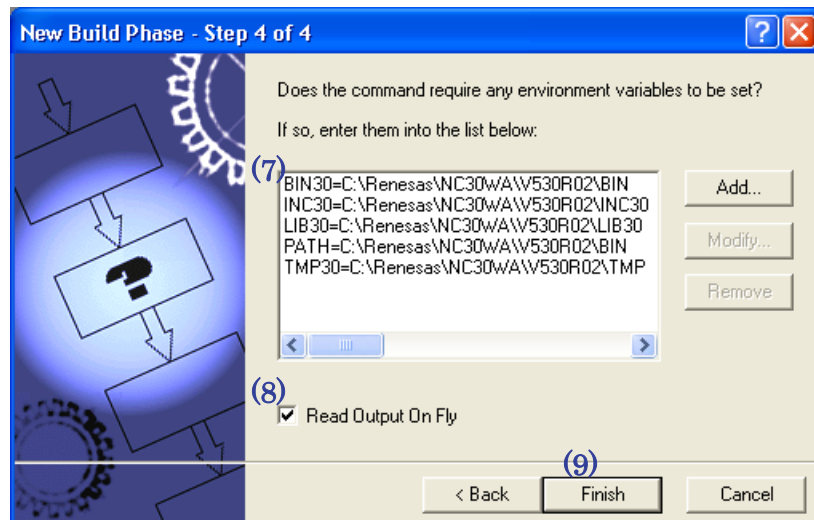 New Build Phase - Step 4 of 4
Does the command require any environment variables to be set?
If so, enter them into the list below:
(7)
BIN30=C:\Renesas\NC30WA\V530R02\BIN
INC30=C:\Renesas\NC30WA\V530R02\INC30
LIB30=C:\Renesas\NC30WA\V530R02\LIB30
PATH=C:\Renesas\NC30WA\V530R02\BIN
TMP30=C:\Renesas\NC30WA\V530R02\TMP
Add...
Modify...
Remove
(8)
Read Output On Fly
(9)
< Back
Finish
Cancel